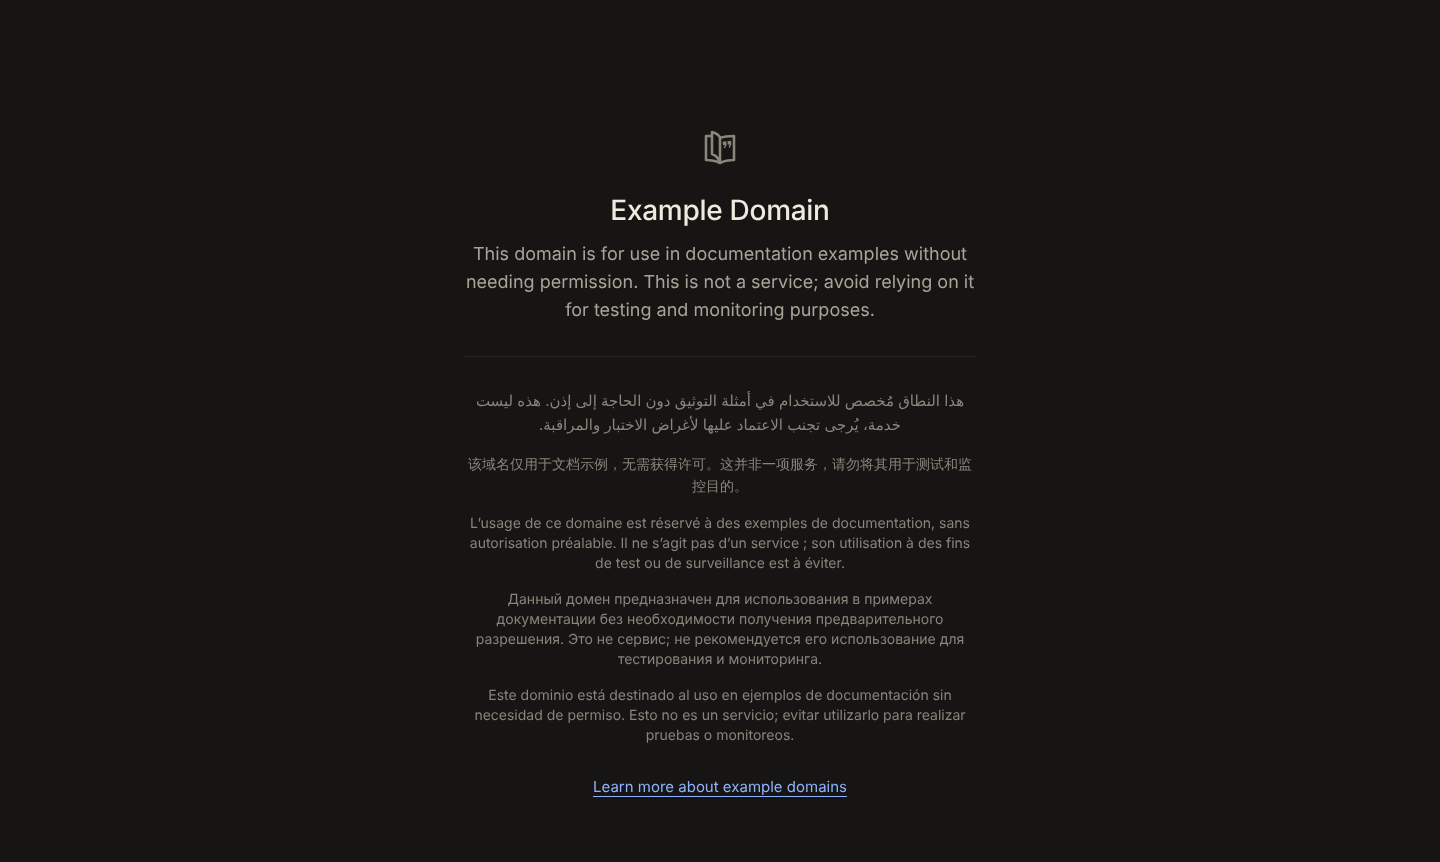 Example Domain
This domain is for use in documentation examples without
needing permission. This is not a service; avoid relying on it
for testing and monitoring purposes.
هذا النطاق مُخصص للاستخدام في أمثلة التوثيق دون الحاجة إلى إذن. هذه ليست
خدمة، يُرجى تجنب الاعتماد عليها لأغراض الاختبار والمراقبة.
该域名仅用于文档示例，无需获得许可。这并非一项服务，请勿将其用于测试和监
控目的。
L’usage de ce domaine est réservé à des exemples de documentation, sans
autorisation préalable. Il ne s’agit pas d’un service ; son utilisation à des fins
de test ou de surveillance est à éviter.
Данный домен предназначен для использования в примерах
документации без необходимости получения предварительного
разрешения. Это не сервис; не рекомендуется его использование для
тестирования и мониторинга.
Este dominio está destinado al uso en ejemplos de documentación sin
necesidad de permiso. Esto no es un servicio; evitar utilizarlo para realizar
pruebas o monitoreos.
Learn more about example domains